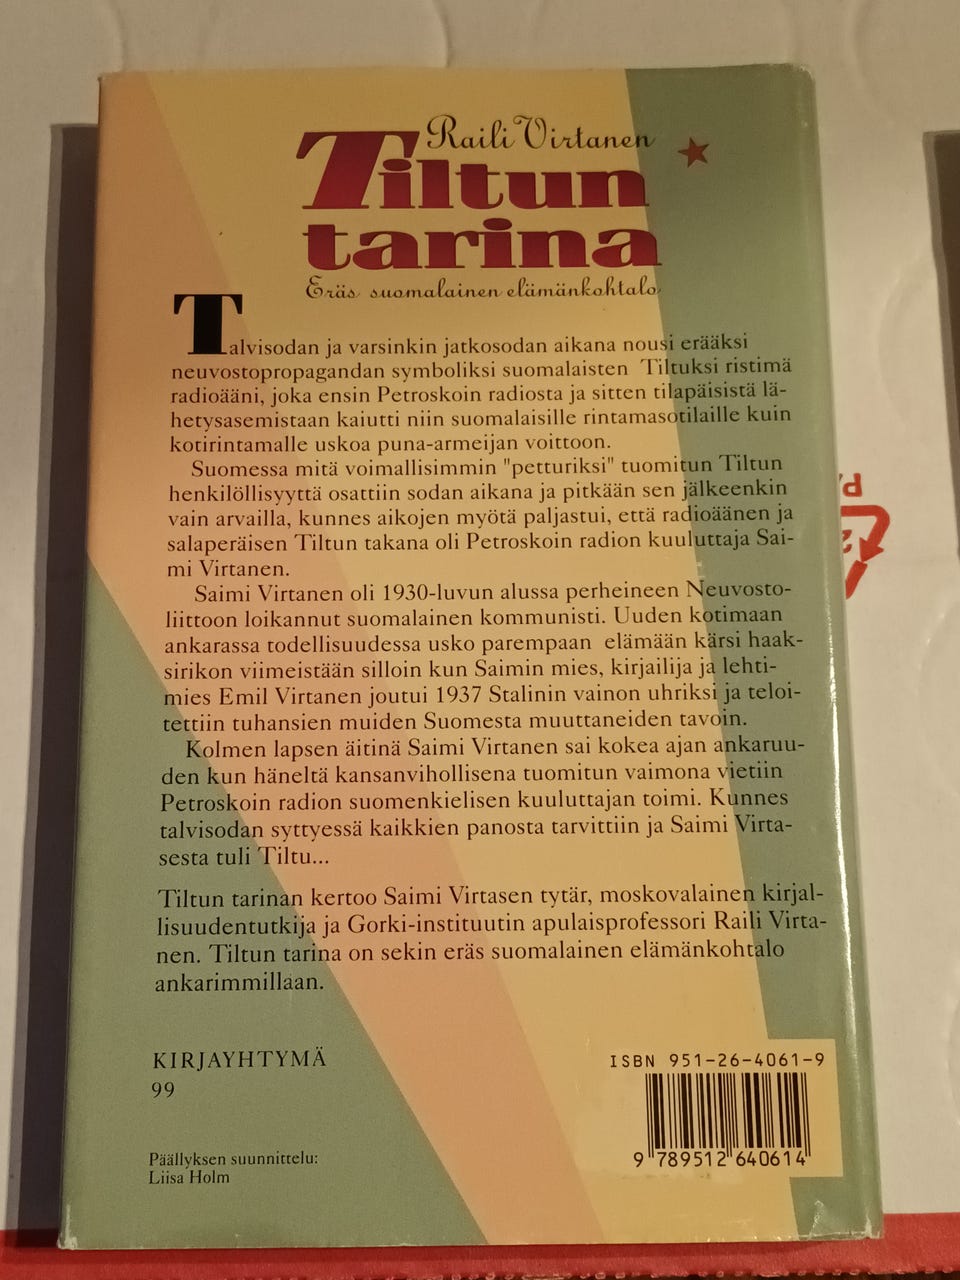 Raili Virtanen
Tiltun
tarina
Eräs suomalainen elämänkohtalo
Talvisodan ja varsinkin jatkosodan aikana nousi erääksi
neuvostopropagandan symboliksi suomalaisten Tiltuksi ristimä
radioääni, joka ensin Petroskoin radiosta ja sitten tilapäisistä lä-
hetysasemistaan kaiutti niin suomalaisille rintamasotilaille kuin
kotirintamalle uskoa puna-armeijan voittoon.
Suomessa mitä voimallisimmin "petturiksi" tuomitun Tiltun
henkilöllisyyttä osattiin sodan aikana ja pitkään sen jälkeenkin
vain arvailla, kunnes aikojen myötä paljastui, että radioäänen ja
salaperäisen Tiltun takana oli Petroskoin radion kuuluttaja Sai-
mi Virtanen.
Saimi Virtanen oli 1930-luvun alussa perheineen Neuvosto-
liittoon loikannut suomalainen kommunisti. Uuden kotimaan
ankarassa todellisuudessa usko parempaan elämään kärsi haak-
sirikon viimeistään silloin kun Saimin mies, kirjailija ja lehti-
mies Emil Virtanen joutui 1937 Stalinin vainon uhriksi ja teloi-
tettiin tuhansien muiden Suomesta muuttaneiden tavoin.
Kolmen lapsen äitinä Saimi Virtanen sai kokea ajan ankaruu-
den kun häneltä kansanvihollisena tuomitun vaimona vietiin
Petroskoin radion suomenkielisen kuuluttajan toimi. Kunnes
talvisodan syttyessä kaikkien panosta tarvittiin ja Saimi Virta-
sesta tuli Tiltu...
Tiltun tarinan kertoo Saimi Virtasen tytär, moskovalainen kirjal-
lisuudentutkija ja Gorki-instituutin apulaisprofessori Raili Virta-
nen. Tiltun tarina on sekin eräs suomalainen elämänkohtalo
ankarimmillaan.
KIRJAYHTYMÄ
99
ISBN 951-26-4061-9
9 789512 640614
Päällyksen suunnittelu:
Liisa Holm